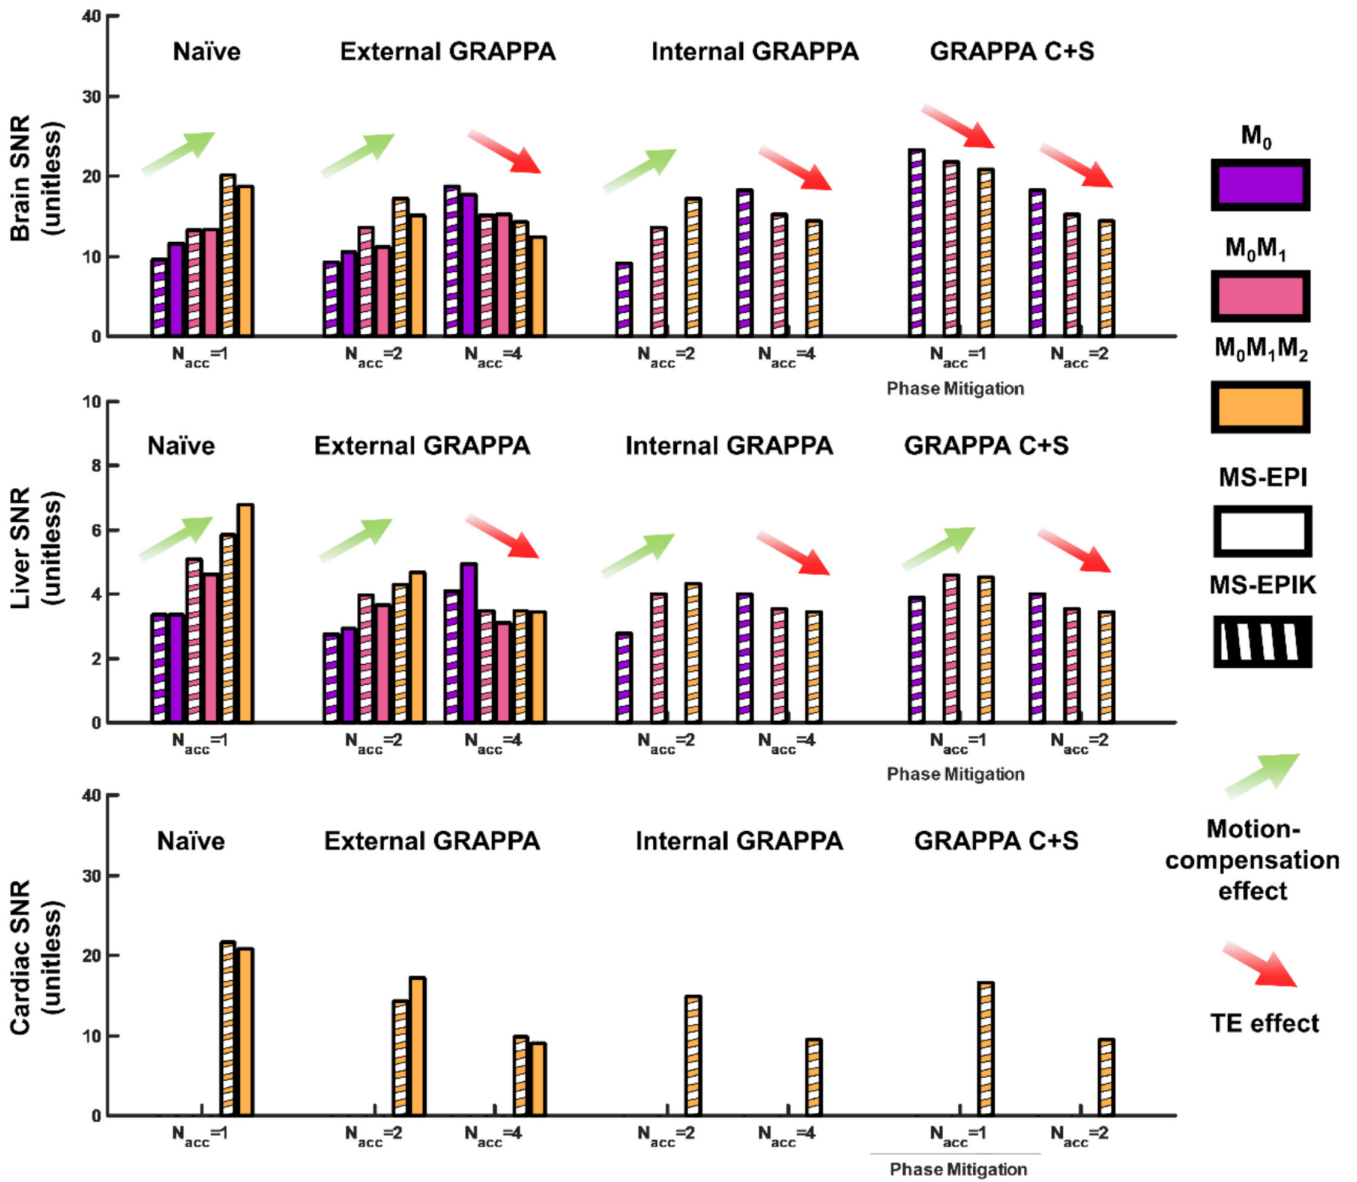 Brain SNR
(unitless)
40
30
20
10
0
Naïve
External GRAPPA
Internal GRAPPA
GRAPPA C+S
Nacc=1
Nacc=2
Nacc=4
Nacc=2
Nacc=4
Nacc=1
Nacc=2
Phase Mitigation
Liver SNR
(unitless)
10
8
6
4
2
0
Naïve
External GRAPPA
Internal GRAPPA
GRAPPA C+S
Nacc=1
Nacc=2
Nacc=4
Nacc=2
Nacc=4
Nacc=1
Nacc=2
Phase Mitigation
Cardiac SNR
(unitless)
40
30
20
10
0
Naïve
External GRAPPA
Internal GRAPPA
GRAPPA C+S
Nacc=1
Nacc=2
Nacc=4
Nacc=2
Nacc=4
Nacc=1
Nacc=2
Phase Mitigation
M0
M0M1
M0M1M2
MS-EPI
MS-EPIK
Motion-
compensation
effect
TE effect